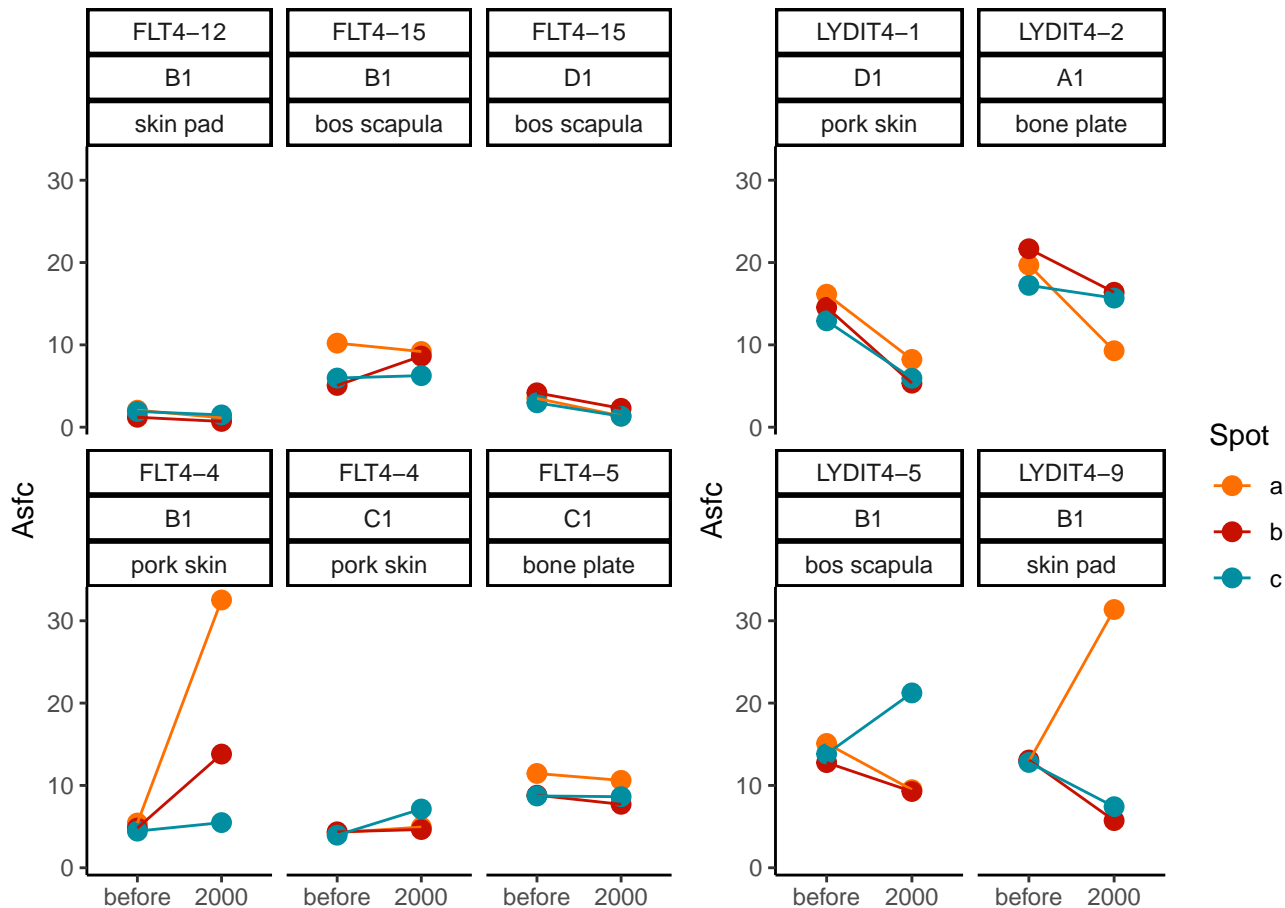 FLT4−12 FLT4−15 FLT4−15 LYDIT4−1 LYDIT4−2
B1 B1 D1 D1 A1
skin pad bos scapula bos scapula pork skin bone plate
30 30
20 20
10 10
0 0
FLT4−4 FLT4−4 FLT4−5 LYDIT4−5 LYDIT4−9
B1 C1 C1 B1 B1
pork skin pork skin bone plate bos scapula skin pad
30 30
20 20
10 10
0 0
before 2000 before 2000 before 2000 before 2000 before 2000
Asfc
Asfc
Spot
a
b
c